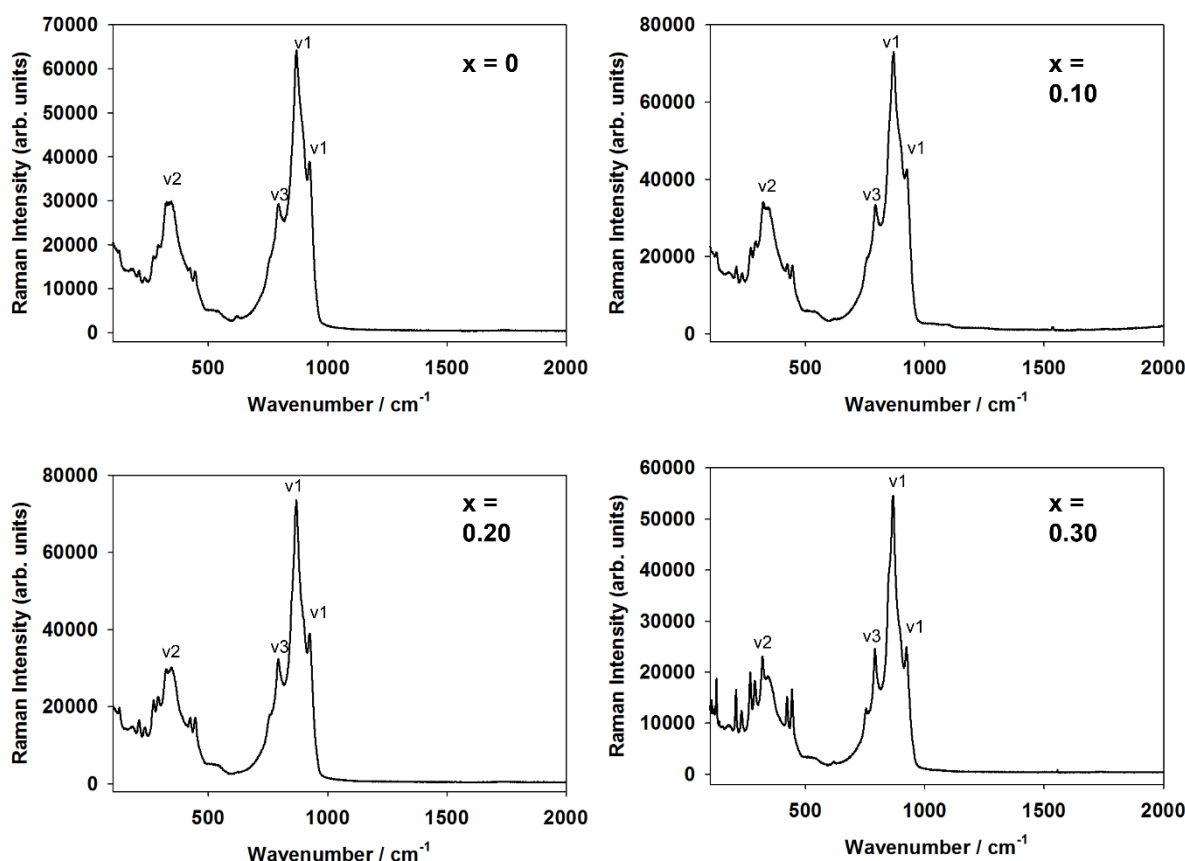 70000
60000
50000
40000
30000
20000
10000
0
Raman Intensity (arb. units)
v1
x = 0
v1
v2
v3
500 1000 1500 2000
Wavenumber / cm-1
80000
60000
40000
20000
0
Raman Intensity (arb. units)
v1
x =
0.10
v1
v2
v3
500 1000 1500 2000
Wavenumber / cm-1
80000
60000
40000
20000
0
Raman Intensity (arb. units)
v1
x =
0.20
v1
v2
v3
500 1000 1500 2000
Wavenumber / cm-1
60000
50000
40000
30000
20000
10000
0
Raman Intensity (arb. units)
v1
x =
0.30
v1
v2
v3
500 1000 1500 2000
Wavenumber / cm-1